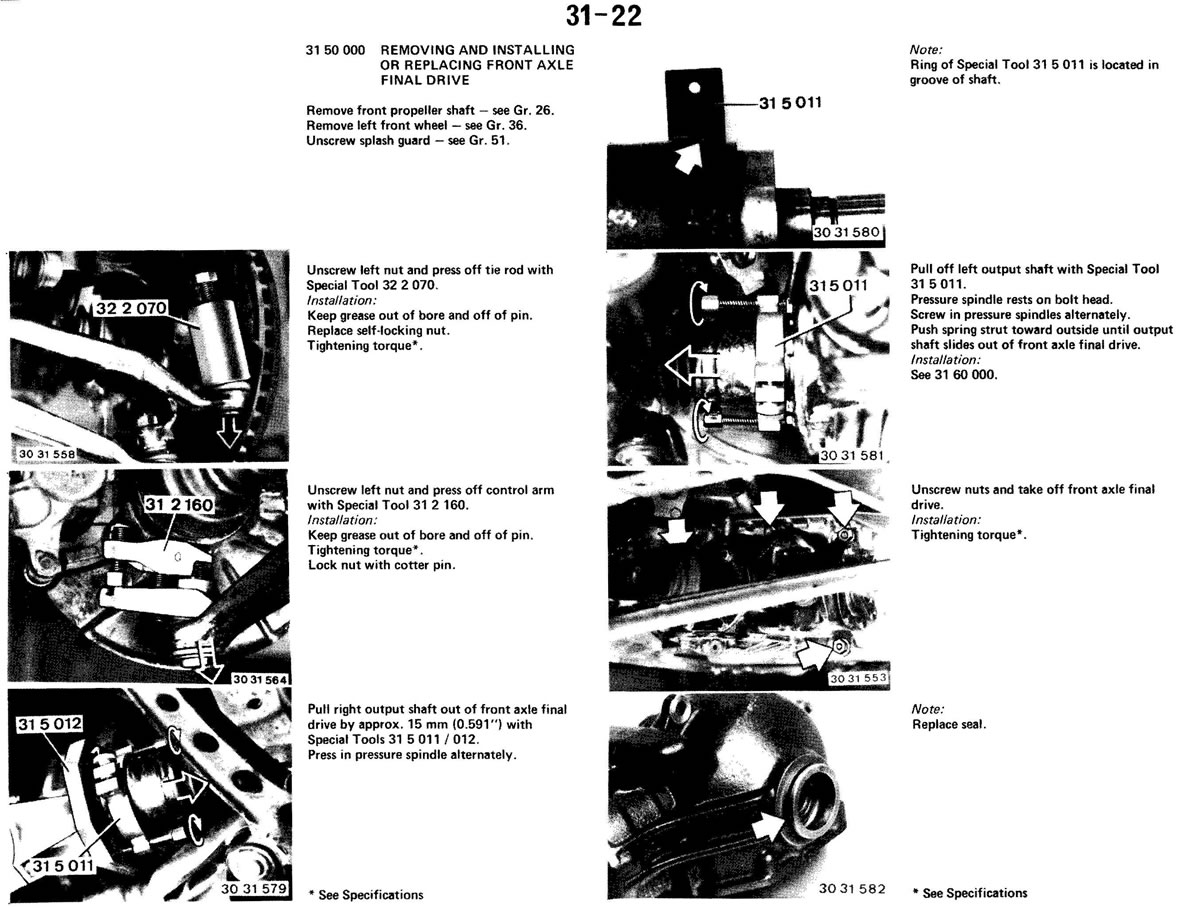 31-22
31 50 000 REMOVING AND INSTALLING
OR REPLACING FRONT AXLE
FINAL DRIVE
Remove front propeller shaft — see Gr. 26.
Remove left front wheel — see Gr. 36.
Unscrew splash guard — see Gr. 51.
32 2 070
30 31 558
Unscrew left nut and press off tie rod with
Special Tool 32 2 070.
Installation:
Keep grease out of bore and off of pin.
Replace self-locking nut.
Tightening torque*.
31 2 160
30 31 564
Unscrew left nut and press off control arm
with Special Tool 31 2 160.
Installation:
Keep grease out of bore and off of pin.
Tightening torque*.
Lock nut with cotter pin.
31 5 012
31 5 011
30 31 579
Pull right output shaft out of front axle final
drive by approx. 15 mm (0.591'') with
Special Tools 31 5 011 / 012.
Press in pressure spindle alternately.
* See Specifications
31 5 011
30 31 580
Note:
Ring of Special Tool 31 5 011 is located in
groove of shaft.
31 5 011
30 31 581
Pull off left output shaft with Special Tool
31 5 011.
Pressure spindle rests on bolt head.
Screw in pressure spindles alternately.
Push spring strut toward outside until output
shaft slides out of front axle final drive.
Installation:
See 31 60 000.
30 31 553
Unscrew nuts and take off front axle final
drive.
Installation:
Tightening torque*.
30 31 582
Note:
Replace seal.
* See Specifications